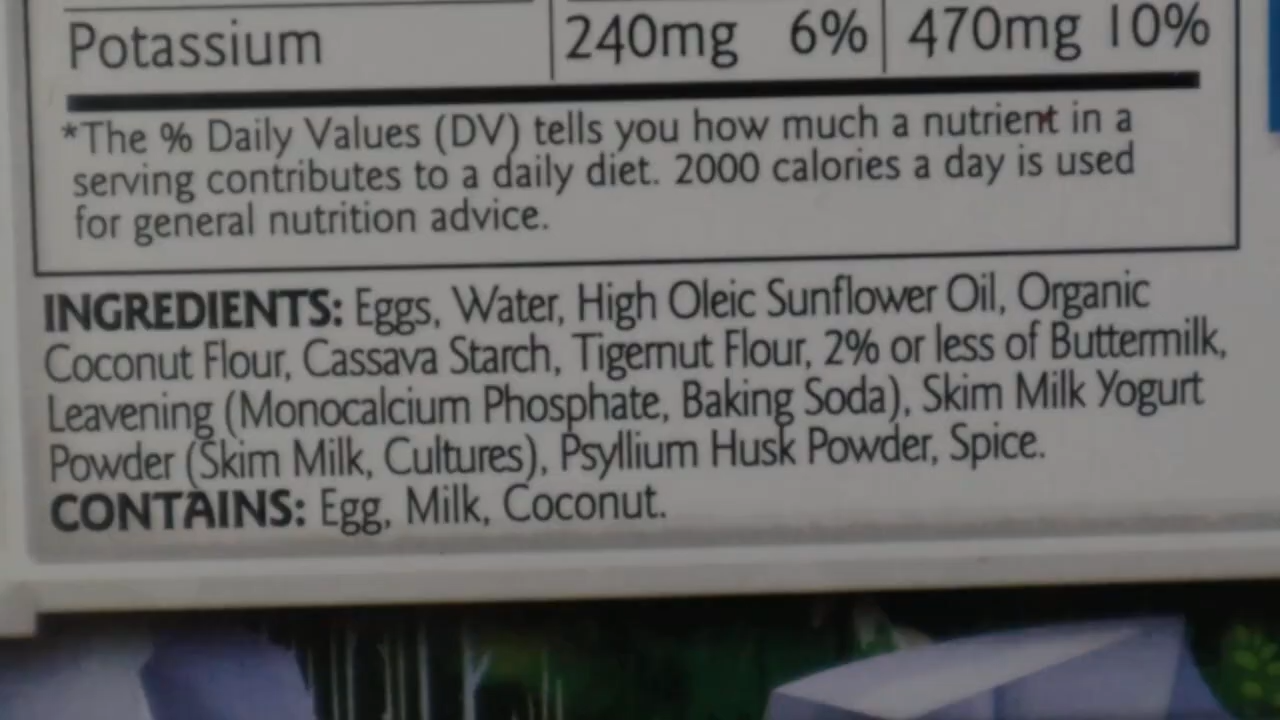 Potassium 240mg 6% 470mg 10%
*The % Daily Values (DV) tells you how much a nutrient in a
serving contributes to a daily diet. 2000 calories a day is used
for general nutrition advice.
INGREDIENTS: Eggs, Water, High Oleic Sunflower Oil, Organic
Coconut Flour, Cassava Starch, Tigernut Flour, 2% or less of Buttermilk,
Leavening (Monocalcium Phosphate, Baking Soda), Skim Milk Yogurt
Powder (Skim Milk, Cultures), Psyllium Husk Powder, Spice.
CONTAINS: Egg, Milk, Coconut.